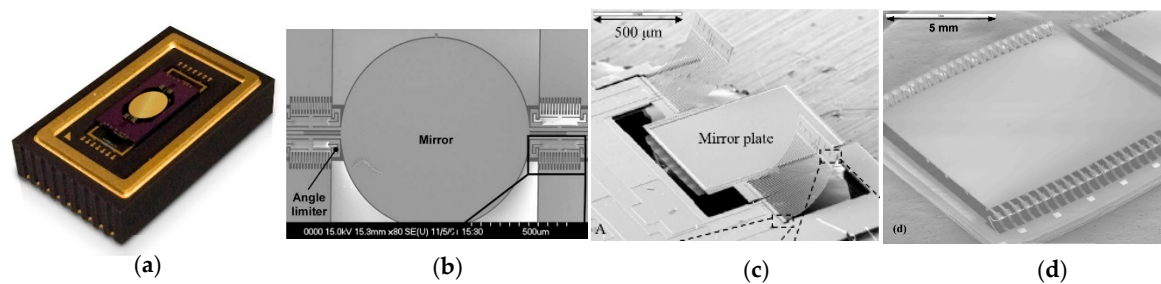 Mirror
Angle
limiter
0000 15.0kV 15.3mm x80 SE(U) 11/5/ 15:30
500um
500 μm
Mirror plate
A
5 mm
(d)
(a)
(b)
(c)
(d)